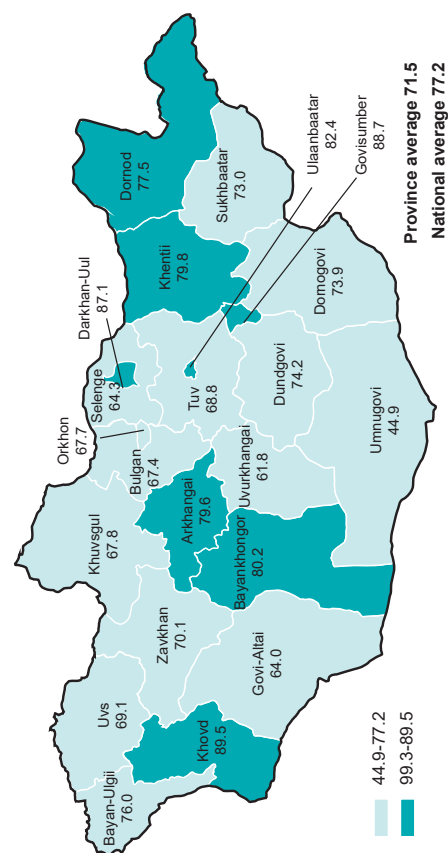 Bayan-Ulgii
76.0
Uvs
69.1
Khovd
89.5
Zavkhan
70.1
Govi-Altai
64.0
Khuvsgul
67.8
Arkhangai
79.6
Bayankhongor
80.2
Orkhon
67.7
Bulgan
67.4
Uvurkhangai
61.8
Selenge
64.3
Darkhan-Uul
87.1
Tuv
68.8
Dundgovi
74.2
Umnugovi
44.9
Khentii
79.8
Dornod
77.5
Sukhbaatar
73.0
Domogovi
73.9
Ulaanbaatar
82.4
Govisumber
88.7
44.9-77.2
99.3-89.5
Province average 71.5
National average 77.2